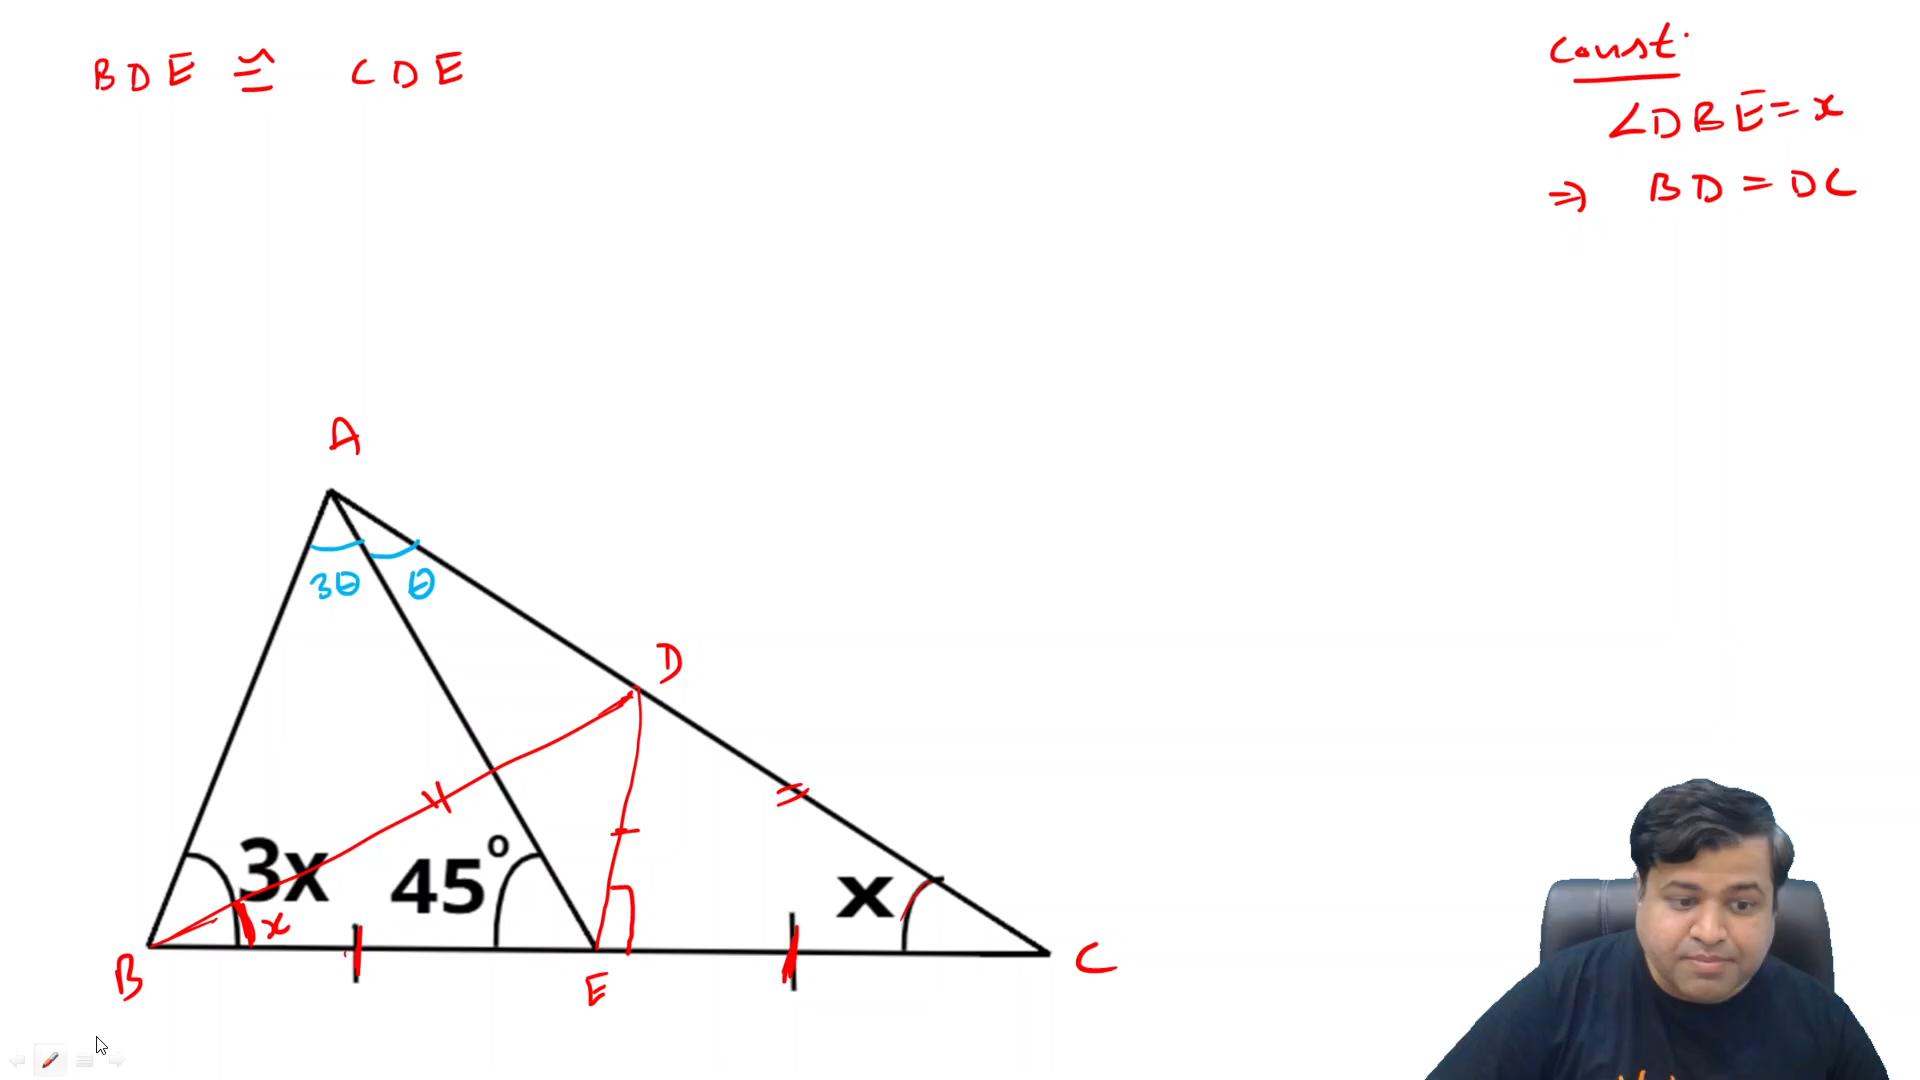 BDE ≅ CDE
Const.
∠DBE = x
⇒ BD = DC
A
3θ θ
D
3x 45° x
x
B E C